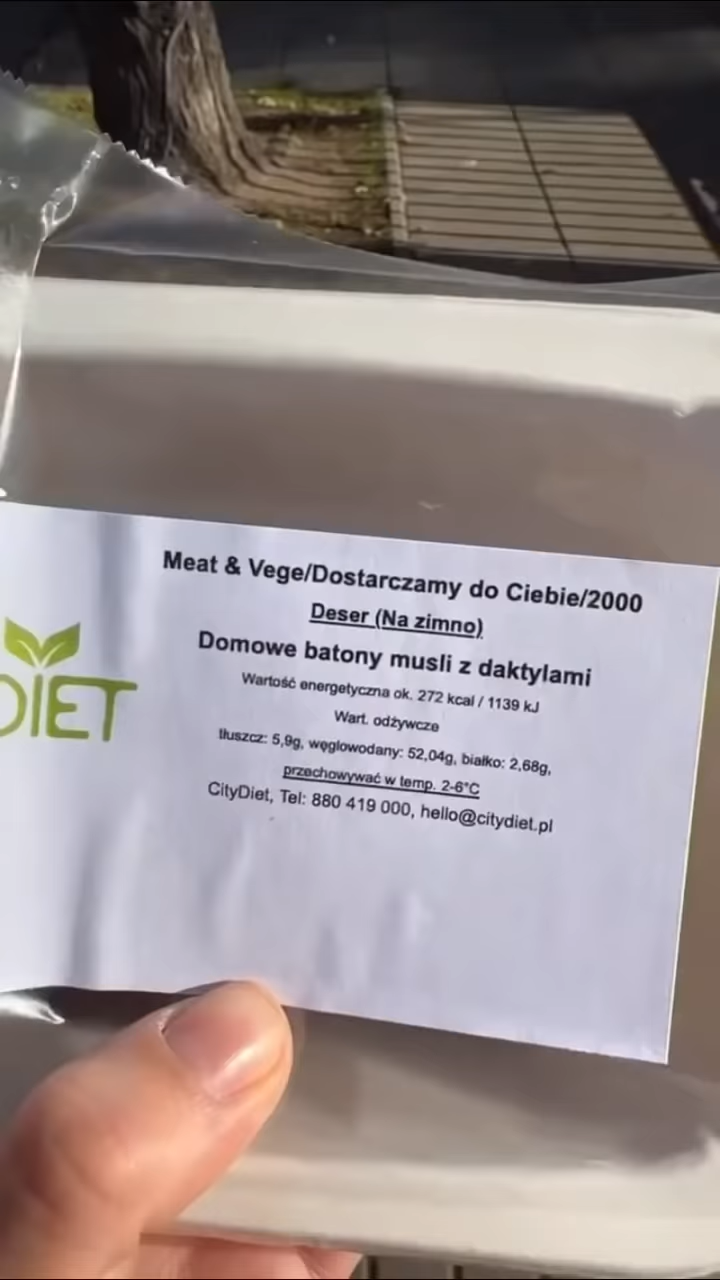 Meat & Vege/Dostarczamy do Ciebie/2000
Deser (Na zimno)
Domowe batony musli z daktylami
Wartość energetyczna ok. 272 kcal / 1139 kJ
Wart. odżywcze
tłuszcz: 5,9g, węglowodany: 52,04g, białko: 2,68g,
przechowywać w temp. 2-6°C
CityDiet, Tel: 880 419 000, hello@citydiet.pl
DIET